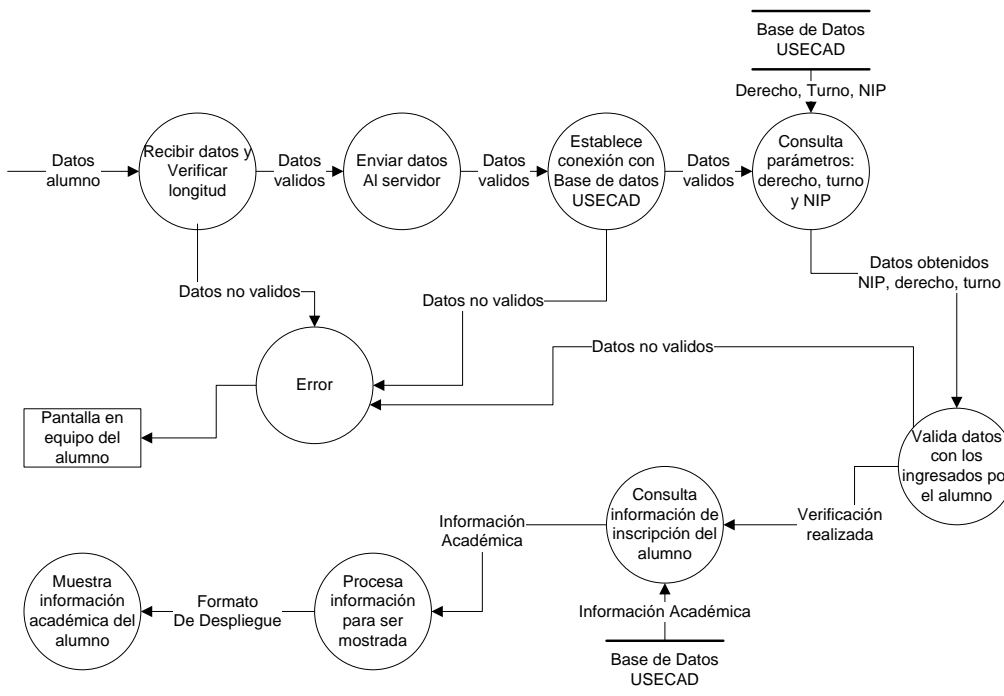 Base de Datos
USECAD
Derecho, Turno, NIP
Datos
alumno
Recibir datos y
Verificar
longitud
Datos
validos
Enviar datos
Al servidor
Datos
validos
Establece
conexión con
Base de datos
USECAD
Datos
validos
Consulta
parámetros:
derecho, turno
y NIP
Datos no validos
Datos no validos
Datos obtenidos
NIP, derecho, turno
Error
Datos no validos
Pantalla en
equipo del
alumno
Valida datos
con los
ingresados po
el alumno
Consulta
información de
inscripción del
alumno
Verificación
realizada
Información
Académica
Muestra
información
académica del
alumno
Formato
De Despliegue
Procesa
información
para ser
mostrada
Información Académica
Base de Datos
USECAD